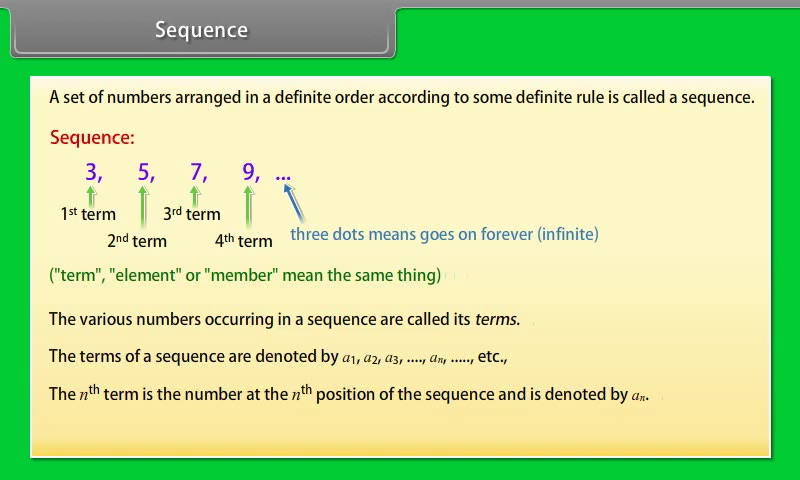 Sequence
A set of numbers arranged in a definite order according to some definite rule is called a sequence.
Sequence:
3, 5, 7, 9, ...
1st term 3rd term
2nd term 4th term three dots means goes on forever (infinite)
("term", "element" or "member" mean the same thing)
The various numbers occurring in a sequence are called its terms.
The terms of a sequence are denoted by a1, a2, a3, ...., an, ....., etc.,
The nth term is the number at the nth position of the sequence and is denoted by an.